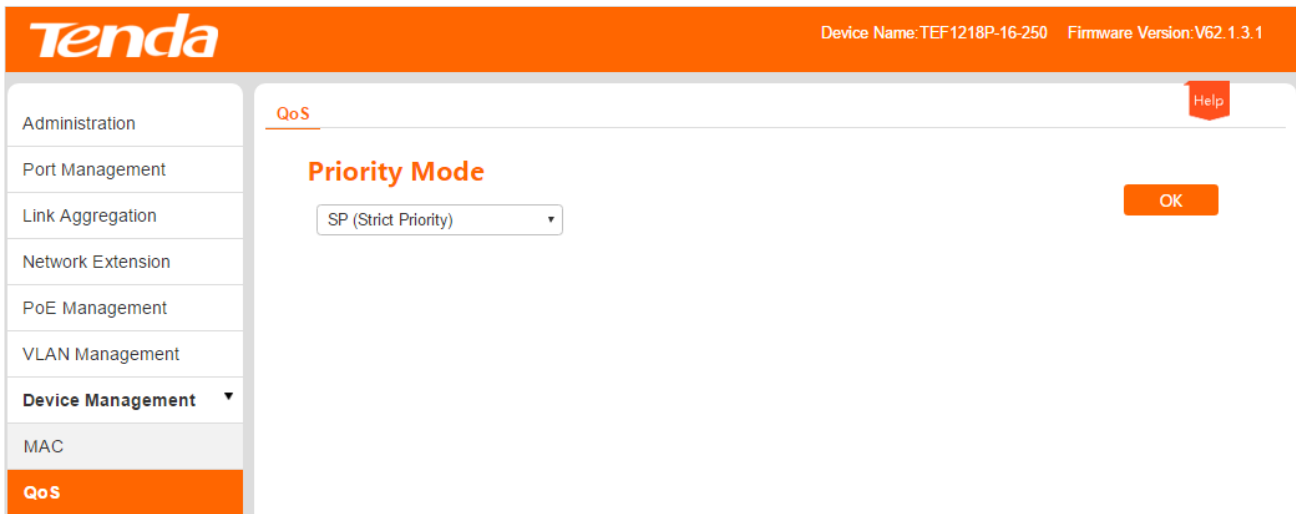 Tenda
Device Name:TEF1218P-16-250 Firmware Version:V62.1.3.1
Administration
Port Management
Link Aggregation
Network Extension
PoE Management
VLAN Management
Device Management
MAC
QoS
QoS
Help
Priority Mode
SP (Strict Priority)
OK